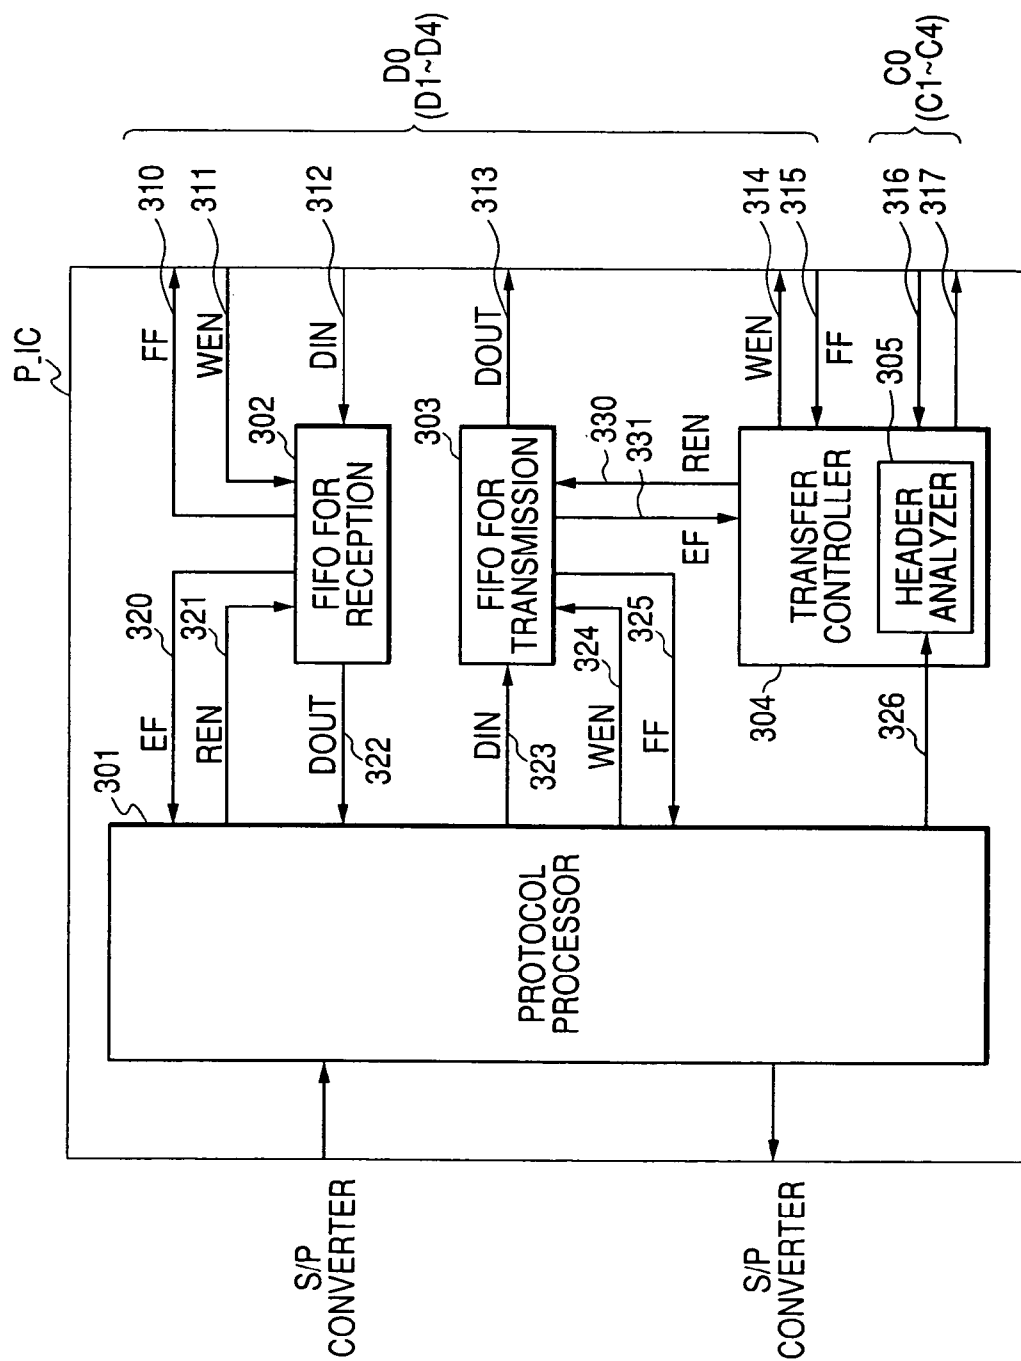 P_IC
S/P
CONVERTER
S/P
CONVERTER
301
PROTOCOL
PROCESSOR
EF
320
REN
321
DOUT
322
DIN
323
WEN
324
FF
325
326
302
FIFO FOR
RECEPTION
303
FIFO FOR
TRANSMISSION
304
TRANSFER
CONTROLLER
305
HEADER
ANALYZER
330
REN
331
EF
FF
310
WEN
311
DIN
312
DOUT
313
WEN
314
FF
315
316
317
D0
(D1~D4)
C0
(C1~C4)